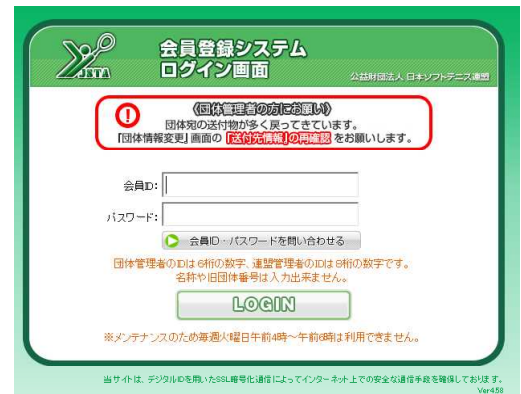 JSTA
会員登録システム
ログイン画面
公益財団法人 日本ソフトテニス連盟
《団体管理者の方にお願い》
団体宛の送付物が多く戻ってきています。
「団体情報変更」画面の「送付先情報」の再確認 をお願いします。
会員ID:
パスワード:
会員ID・パスワードを問い合わせる
団体管理者のIDは6桁の数字、連盟管理者のIDは8桁の数字です。
名称や旧団体番号は入力出来ません。
LOGIN
※メンテナンスのため毎週火曜日午前4時～午前6時は利用できません。
当サイトは、デジタルIDを用いたSSL暗号化通信によってインターネット上での安全な通信手段を確保しております。
Ver4.58